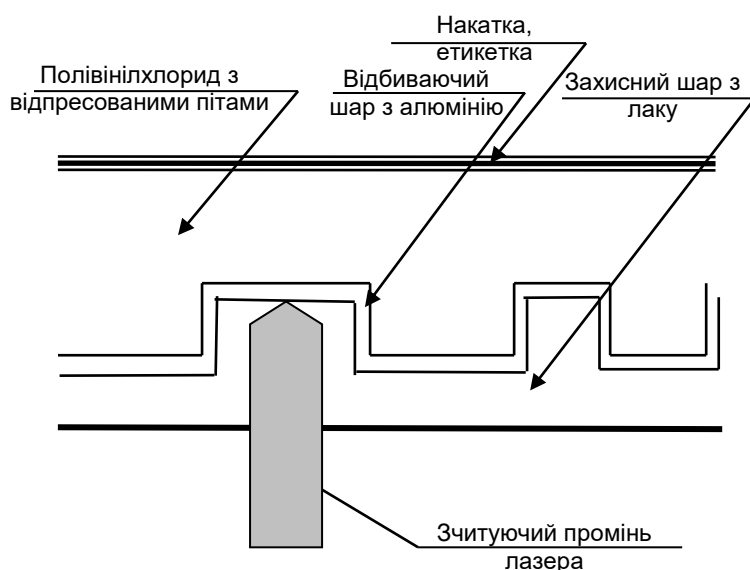 Накатка,
етикетка
Полівінілхлорид з
відпресованими пітами
Відбиваючий
шар з алюмінію
Захисний шар з
лаку
Зчитуючий промінь
лазера